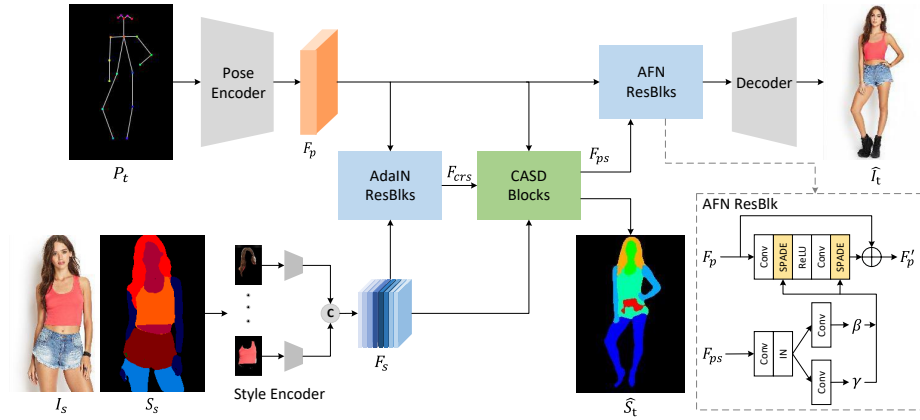 Pose
Encoder
P_t
F_p
AFN
ResBlks
Decoder
Î_t
AdaIN
ResBlks
F_crs
CASD
Blocks
F_ps
I_s
S_s
Style Encoder
C
F_s
Ŝ_t
AFN ResBlk
F_p
Conv
SPADE
ReLU
Conv
SPADE
F_p′
F_ps
Conv
IN
Conv
β
Conv
γ